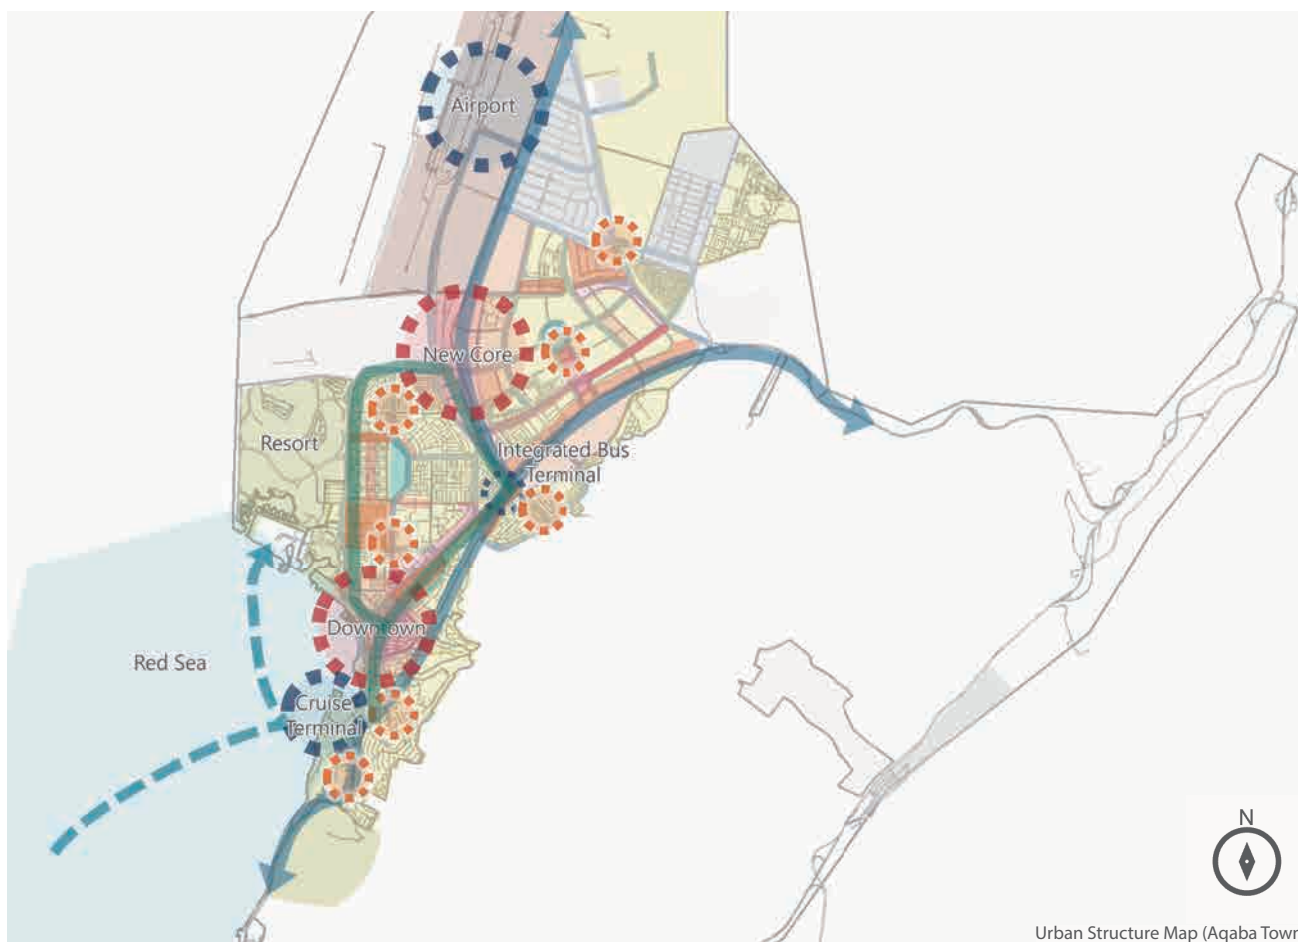 Airport
New Core
Resort
Integrated Bus
Terminal
Downtown
Red Sea
Cruise
Terminal
N
Urban Structure Map (Aqaba Town